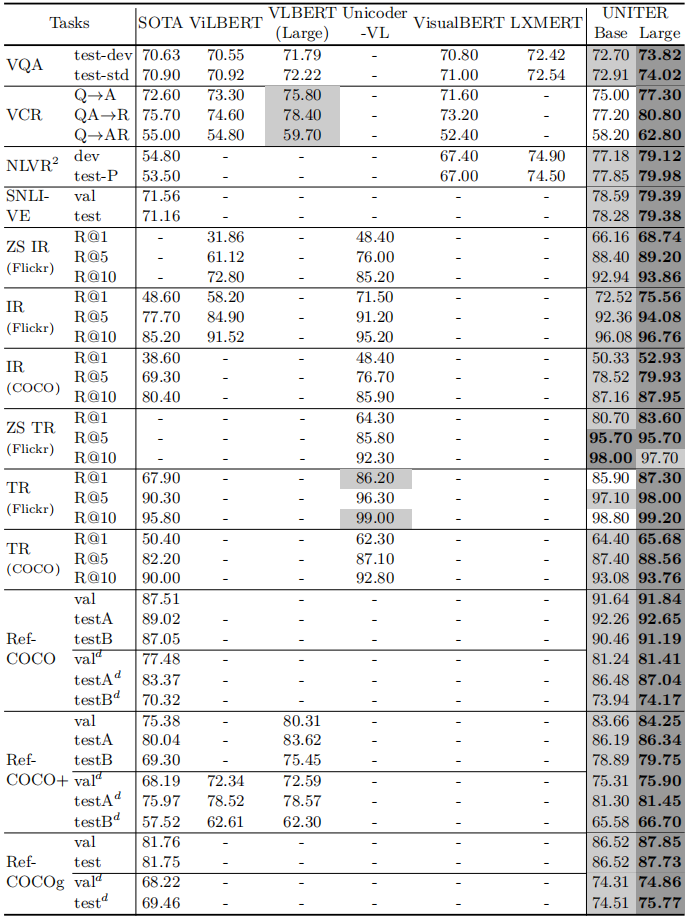 Tasks SOTA ViLBERT VLBERT (Large) Unicoder -VL VisualBERT LXMERT UNITER Base Large
VQA test-dev 70.63 70.55 71.79 - 70.80 72.42 72.70 73.82
test-std 70.90 70.92 72.22 - 71.00 72.54 72.91 74.02
VCR Q→A 72.60 73.30 75.80 - 71.60 - 75.00 77.30
QA→R 75.70 74.60 78.40 - 73.20 - 77.20 80.80
Q→AR 55.00 54.80 59.70 - 52.40 - 58.20 62.80
NLVR² dev 54.80 - - - 67.40 74.90 77.18 79.12
test-P 53.50 - - - 67.00 74.50 77.85 79.98
SNLI- val 71.56 - - - - - 78.59 79.39
VE test 71.16 - - - - - 78.28 79.38
ZS IR (Flickr) R@1 - 31.86 - 48.40 - - 66.16 68.74
R@5 - 61.12 - 76.00 - - 88.40 89.20
R@10 - 72.80 - 85.20 - - 92.94 93.86
IR (Flickr) R@1 48.60 58.20 - 71.50 - - 72.52 75.56
R@5 77.70 84.90 - 91.20 - - 92.36 94.08
R@10 85.20 91.52 - 95.20 - - 96.08 96.76
IR (COCO) R@1 38.60 - - 48.40 - - 50.33 52.93
R@5 69.30 - - 76.70 - - 78.52 79.93
R@10 80.40 - - 85.90 - - 87.16 87.95
ZS TR (Flickr) R@1 - - - 64.30 - - 80.70 83.60
R@5 - - - 85.80 - - 95.70 95.70
R@10 - - - 92.30 - - 98.00 97.70
TR (Flickr) R@1 67.90 - - 86.20 - - 85.90 87.30
R@5 90.30 - - 96.30 - - 97.10 98.00
R@10 95.80 - - 99.00 - - 98.80 99.20
TR (COCO) R@1 50.40 - - 62.30 - - 64.40 65.68
R@5 82.20 - - 87.10 - - 87.40 88.56
R@10 90.00 - - 92.80 - - 93.08 93.76
Ref-COCO val 87.51 - - - - 91.64 91.84
testA 89.02 - - - - - 92.26 92.65
testB 87.05 - - - - - 90.46 91.19
valᵈ 77.48 - - - - - 81.24 81.41
testAᵈ 83.37 - - - - - 86.48 87.04
testBᵈ 70.32 - - - - - 73.94 74.17
Ref-COCO+ val 75.38 - 80.31 - - - 83.66 84.25
testA 80.04 - 83.62 - - - 86.19 86.34
testB 69.30 - 75.45 - - - 78.89 79.75
valᵈ 68.19 72.34 72.59 - - - 75.31 75.90
testAᵈ 75.97 78.52 78.57 - - - 81.30 81.45
testBᵈ 57.52 62.61 62.30 - - - 65.58 66.70
Ref-COCOg val 81.76 - - - - - 86.52 87.85
test 81.75 - - - - - 86.52 87.73
valᵈ 68.22 - - - - - 74.31 74.86
testᵈ 69.46 - - - - - 74.51 75.77